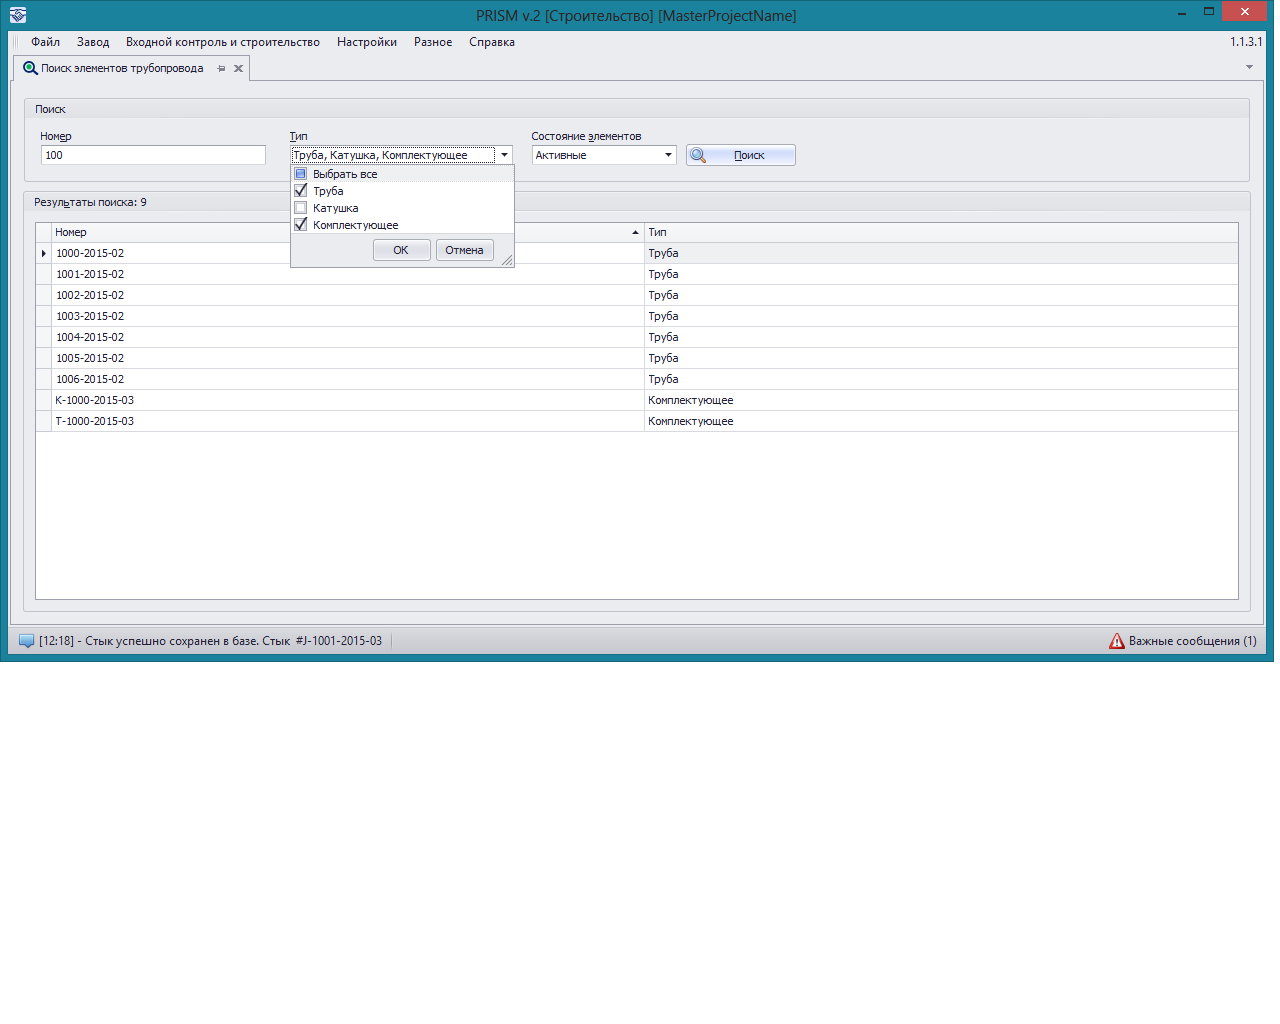 PRISM v.2 [Строительство] [MasterProjectName]
Файл Завод Входной контроль и строительство Настройки Разное Справка 1.1.3.1
Поиск элементов трубопровода
Поиск
Номер Тип Состояние элементов
100 Труба, Катушка, Комплектующее Активные Поиск
Выбрать все
Труба
Катушка
Комплектующее
ОК Отмена
Результаты поиска: 9
Номер Тип
1000-2015-02 Труба
1001-2015-02 Труба
1002-2015-02 Труба
1003-2015-02 Труба
1004-2015-02 Труба
1005-2015-02 Труба
1006-2015-02 Труба
К-1000-2015-03 Комплектующее
Т-1000-2015-03 Комплектующее
[12:18] - Стык успешно сохранен в базе. Стык #J-1001-2015-03 Важные сообщения (1)